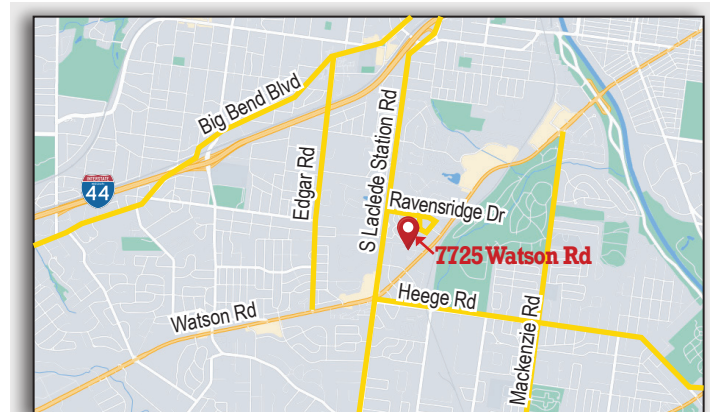 Big Bend Blvd
INTERSTATE
44
Edgar Rd
S Laclede Station Rd
Ravensridge Dr
7725 Watson Rd
Watson Rd
Heege Rd
Mackenzie Rd